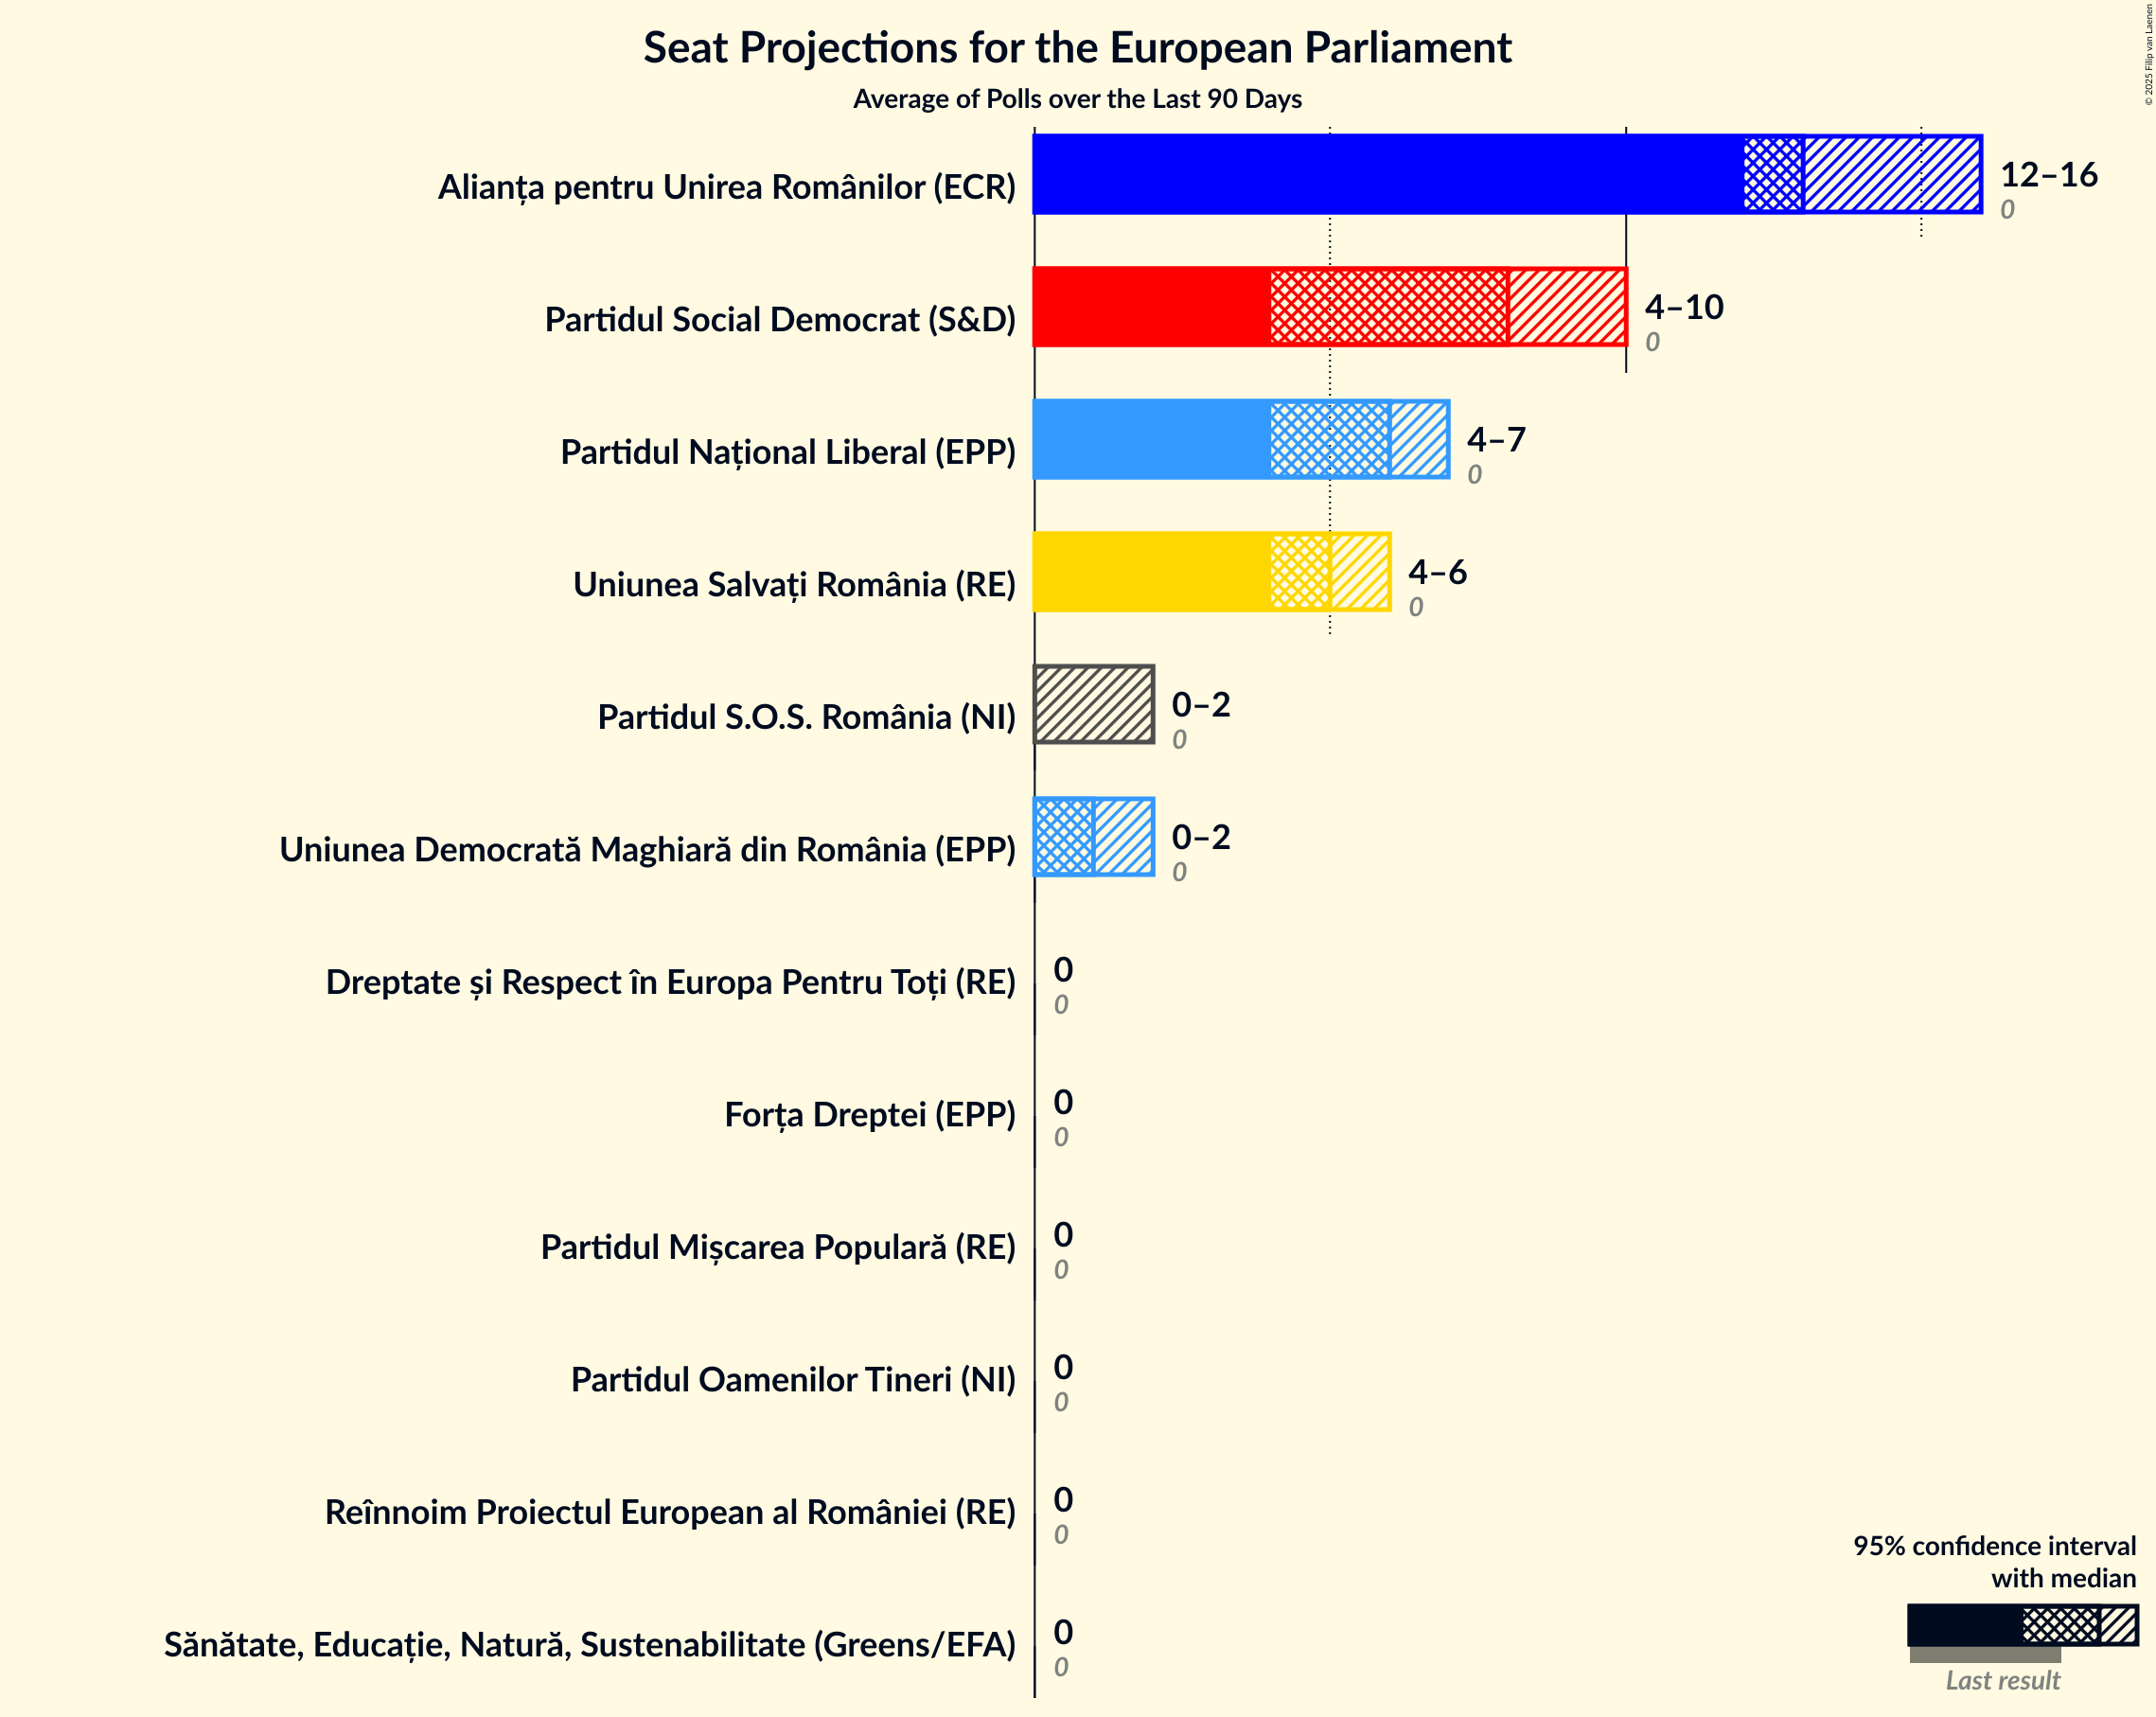 Seat Projections for the European Parliament
Average of Polls over the Last 90 Days
© 2025 Filip van Laenen
Alianța pentru Unirea Românilor (ECR)
12–16
0
Partidul Social Democrat (S&D)
4–10
0
Partidul Național Liberal (EPP)
4–7
0
Uniunea Salvați România (RE)
4–6
0
Partidul S.O.S. România (NI)
0–2
0
Uniunea Democrată Maghiară din România (EPP)
0–2
0
Dreptate și Respect în Europa Pentru Toți (RE)
0
0
Forța Dreptei (EPP)
0
0
Partidul Mișcarea Populară (RE)
0
0
Partidul Oamenilor Tineri (NI)
0
0
Reînnoim Proiectul European al României (RE)
0
0
Sănătate, Educație, Natură, Sustenabilitate (Greens/EFA)
0
0
95% confidence interval
with median
Last result